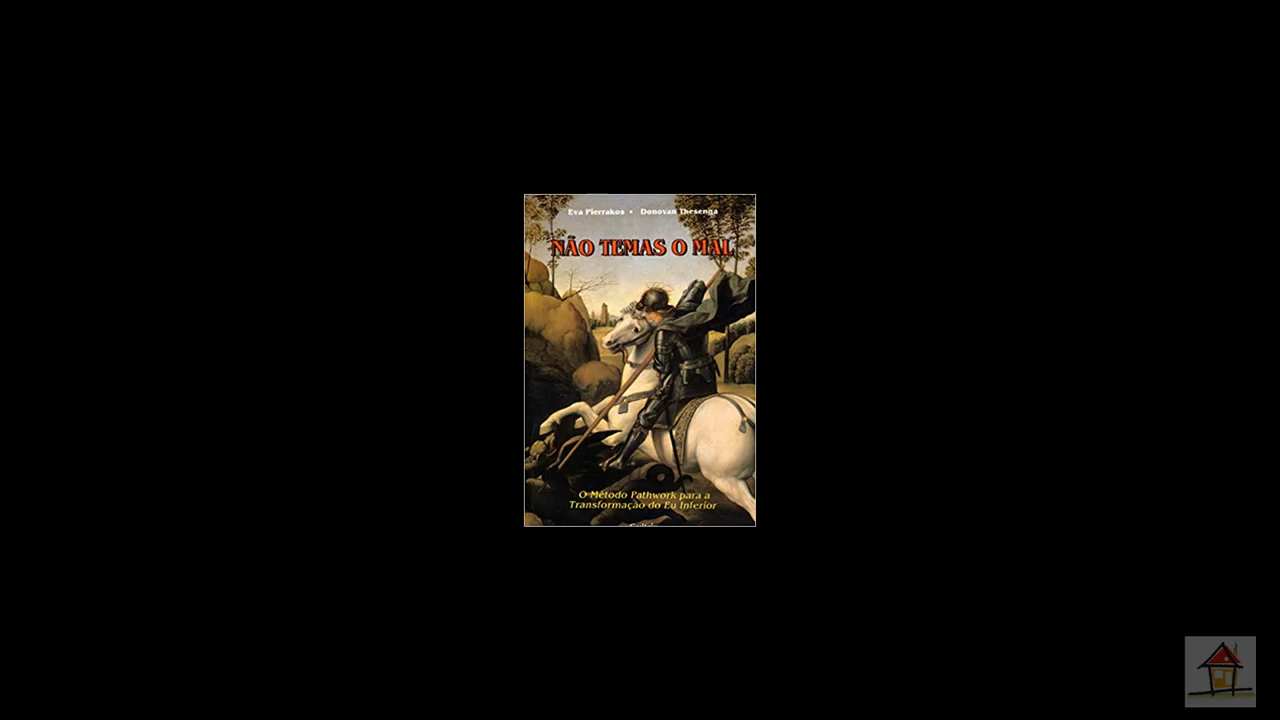 Eva Pierrakos • Donovan Thesenga
NÃO TEMAS O MAL
O Método Pathwork para a
Transformação do Eu Inferior